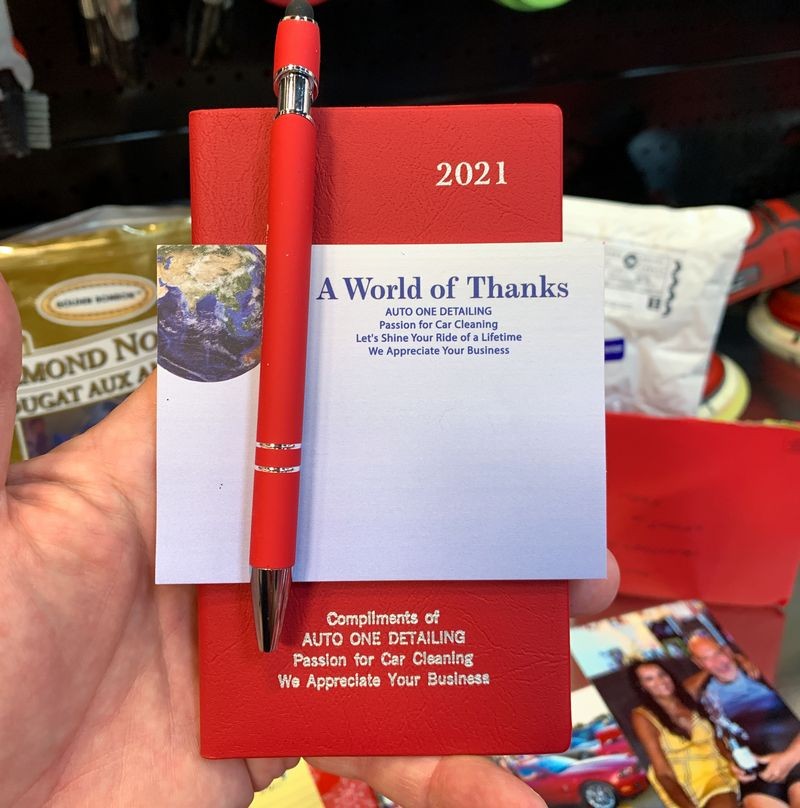 2021
A World of Thanks
AUTO ONE DETAILING
Passion for Car Cleaning
Let's Shine Your Ride of a Lifetime
We Appreciate Your Business
Compliments of
AUTO ONE DETAILING
Passion for Car Cleaning
We Appreciate Your Business
GOLDEN BONBON
MOND NO
UGAT AUX A